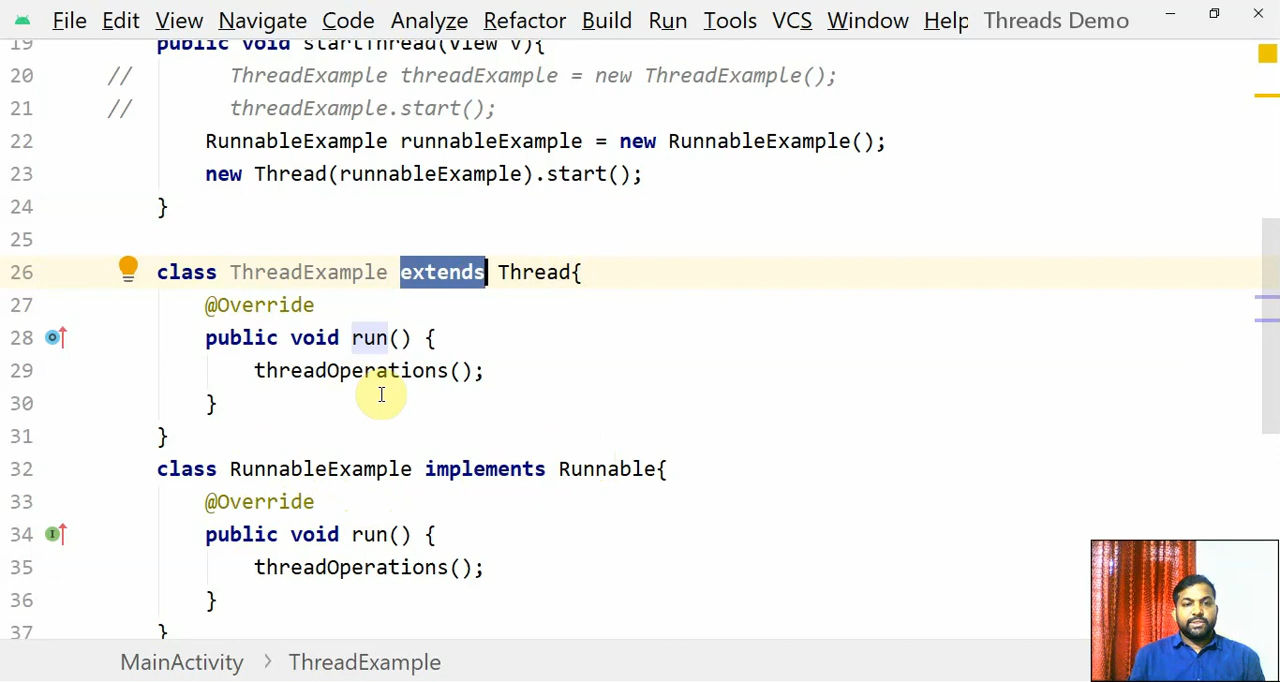 File Edit View Navigate Code Analyze Refactor Build Run Tools VCS Window Help Threads Demo
19 public void startThread(View v){
20 // ThreadExample threadExample = new ThreadExample();
21 // threadExample.start();
22 RunnableExample runnableExample = new RunnableExample();
23 new Thread(runnableExample).start();
24 }
25
26 class ThreadExample extends Thread{
27 @Override
28 public void run() {
29 threadOperations();
30 }
31 }
32 class RunnableExample implements Runnable{
33 @Override
34 public void run() {
35 threadOperations();
36 }
37 }
MainActivity > ThreadExample